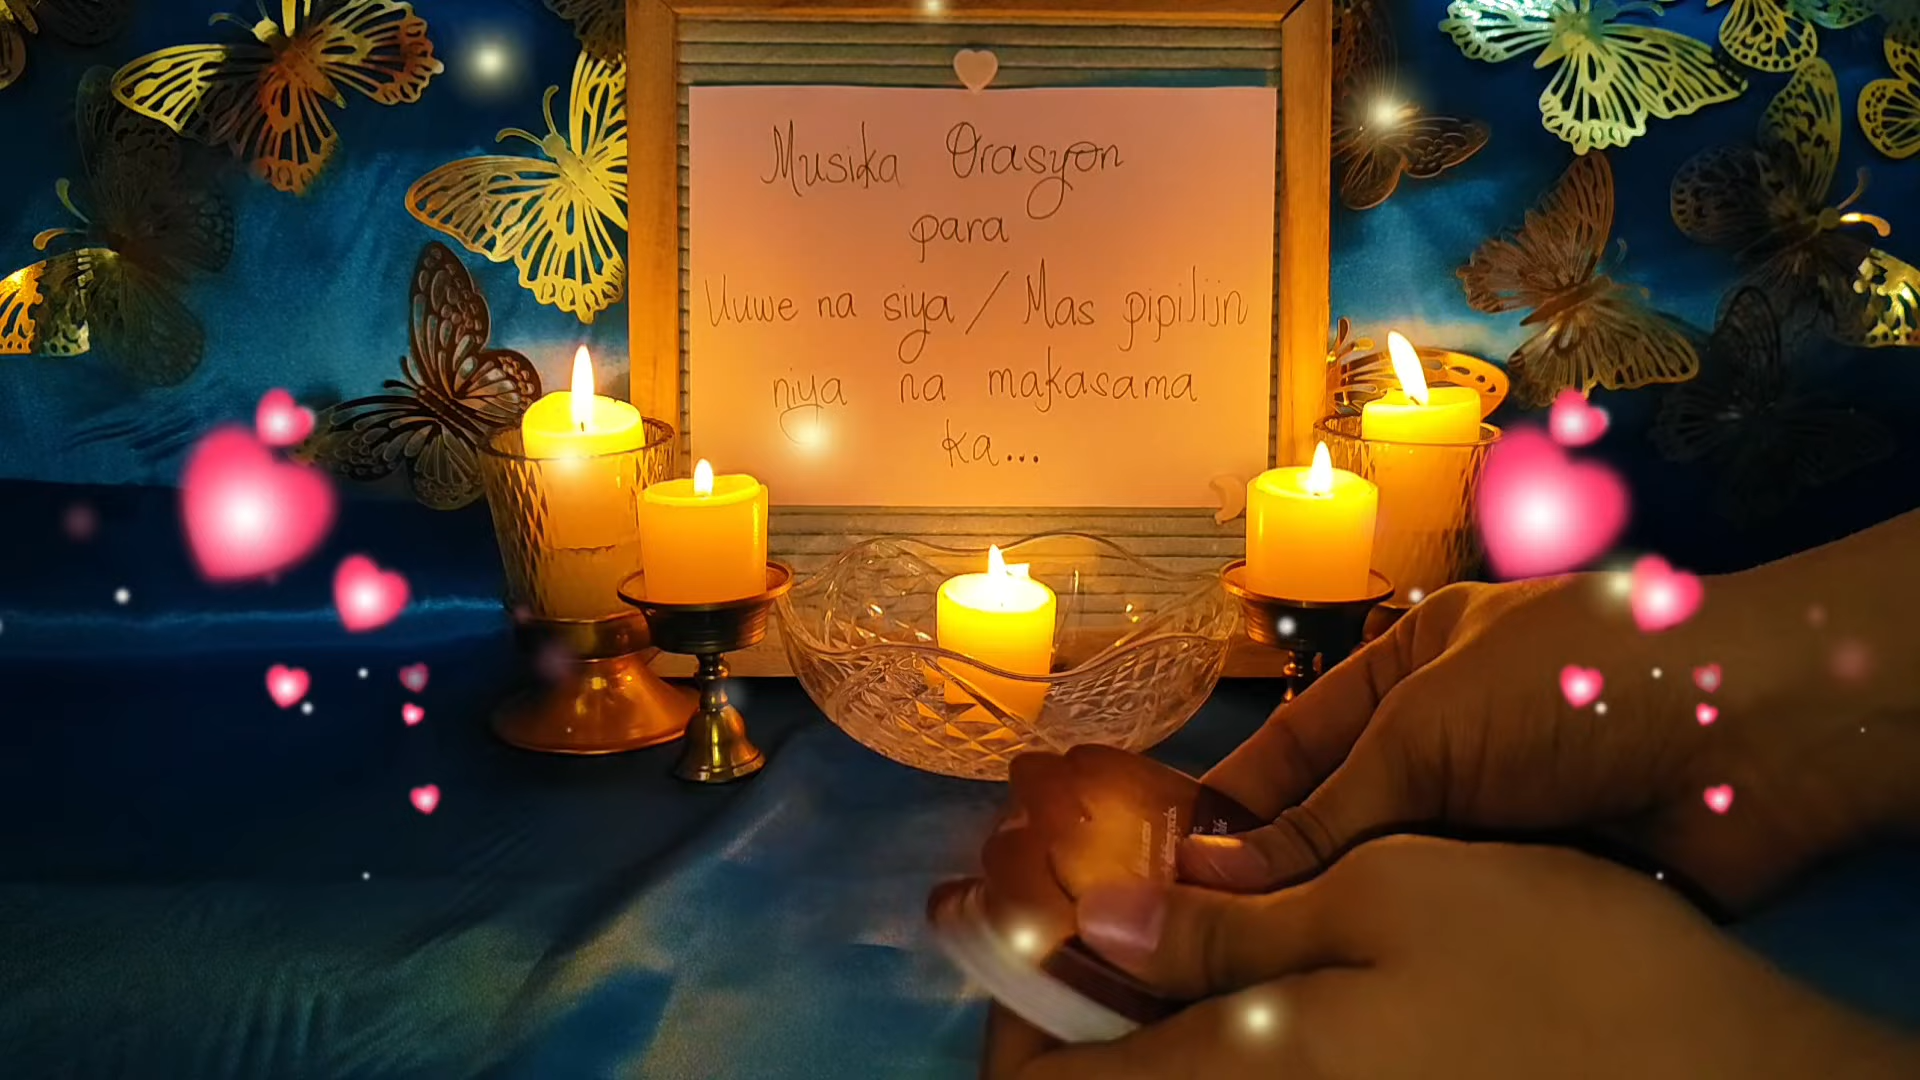 Musika Orasyon
para
Uuwe na siya / Mas pipiliin
niya na makasama
ka...